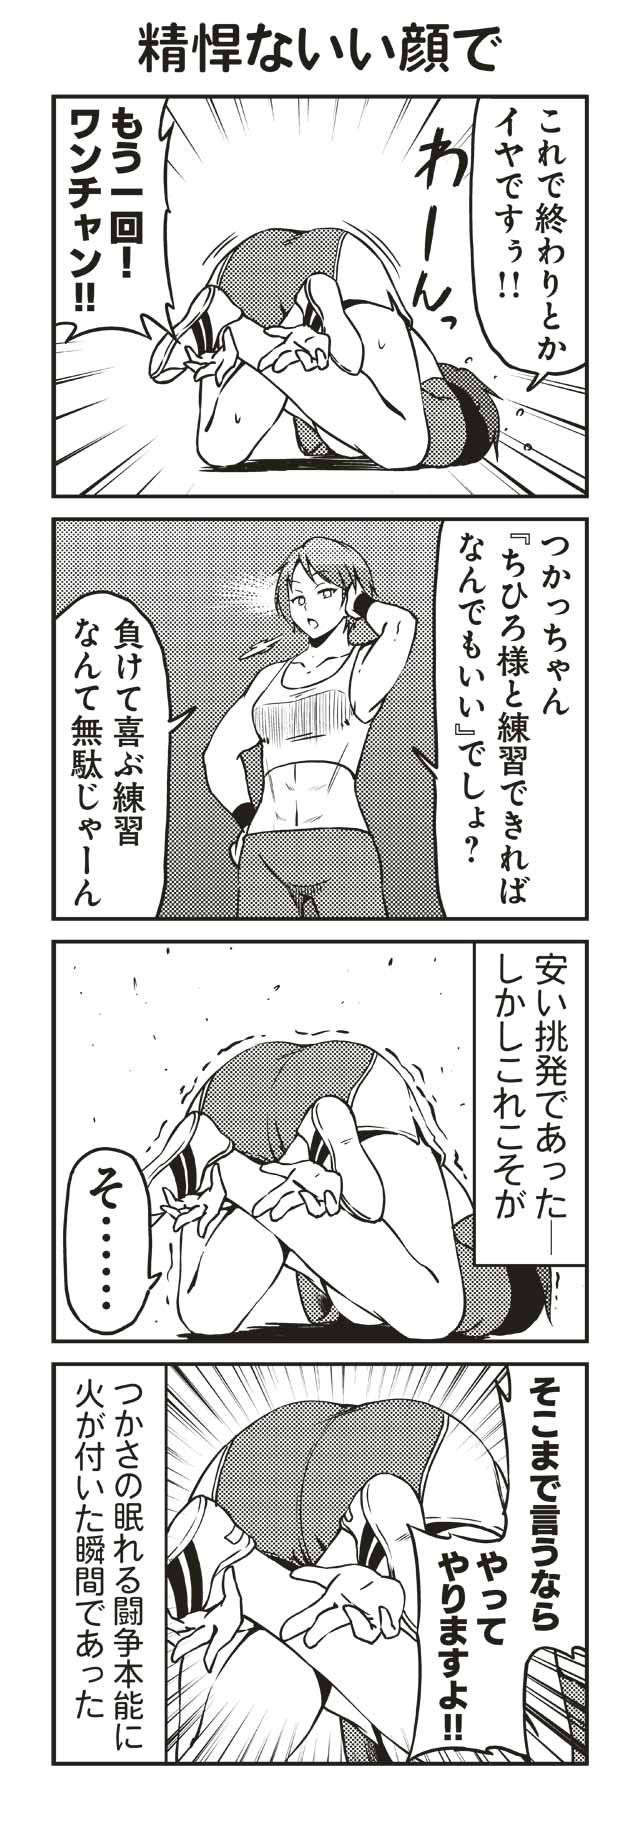 精悍ないい顔で
これで終わりとか
イヤですぅ!!
わーんっ
もう一回!
ワンチャン!!
つかっちゃん
『ちひろ様と練習できれば
なんでもいい』でしょ?
負けて喜ぶ練習
なんて無駄じゃーん
安い挑発であった――
しかしこれこそが
そ‥‥‥‥
そこまで言うなら
やって
やりますよ!!
つかさの眠れる闘争本能に
火が付いた瞬間であった